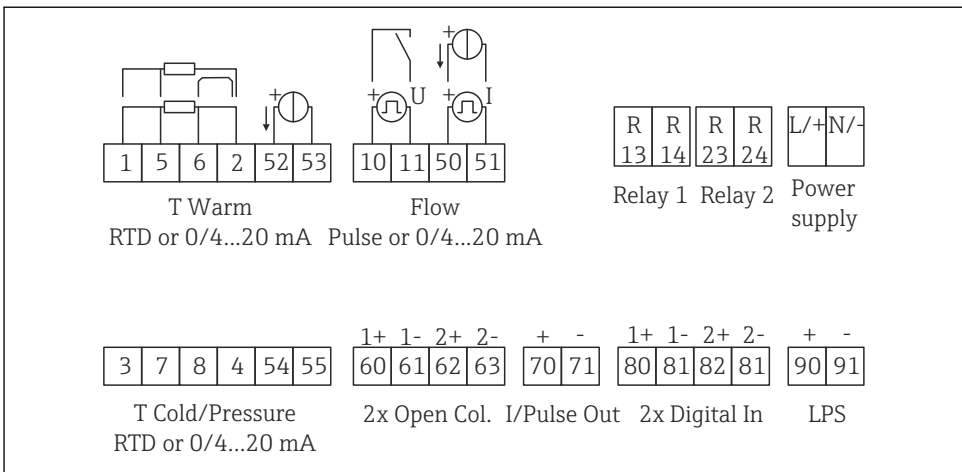 + U + I
+
+
1 5 6 2 52 53
10 11 50 51
R 13 R 14 R 23 R 24
L/+ N/-
T Warm
RTD or 0/4...20 mA
Flow
Pulse or 0/4...20 mA
Relay 1 Relay 2
Power
supply
3 7 8 4 54 55
T Cold/Pressure
RTD or 0/4...20 mA
1+ 1- 2+ 2-
60 61 62 63
2x Open Col.
+ -
70 71
I/Pulse Out
1+ 1- 2+ 2-
80 81 82 81
2x Digital In
+ -
90 91
LPS